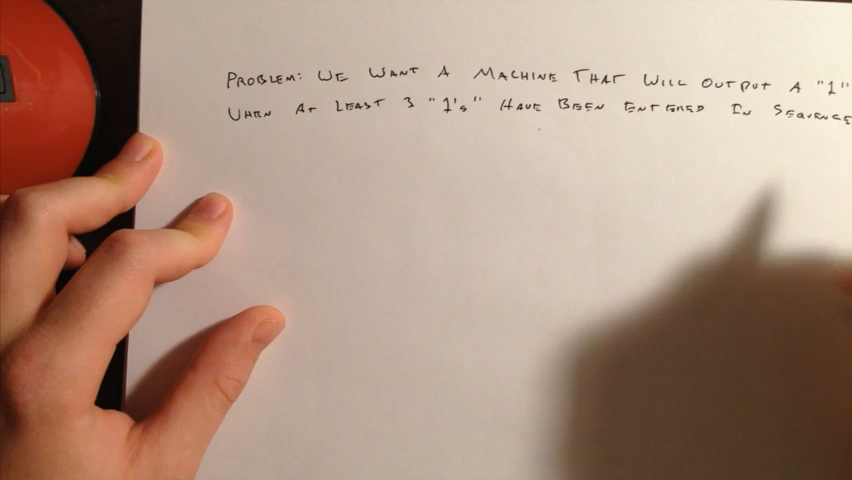 PROBLEM: WE WANT A MACHINE THAT WILL OUTPUT A "1"
WHEN AT LEAST 3 "1's" HAVE BEEN ENTERED IN SEQUENCE